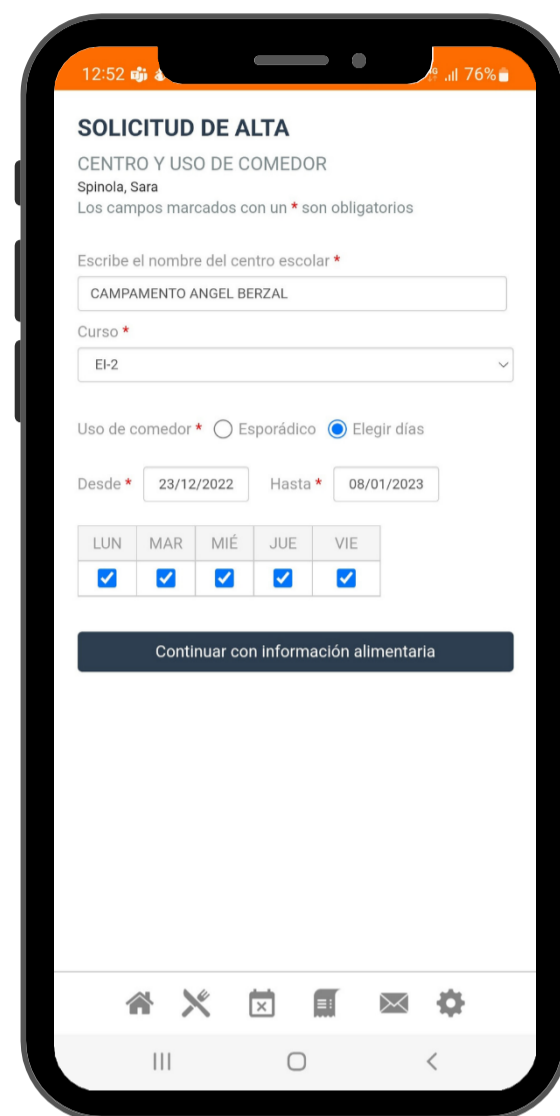 12:52 76%
SOLICITUD DE ALTA
CENTRO Y USO DE COMEDOR
Spinola, Sara
Los campos marcados con un * son obligatorios
Escribe el nombre del centro escolar *
CAMPAMENTO ANGEL BERZAL
Curso *
EI-2
Uso de comedor * Esporádico Elegir días
Desde * 23/12/2022 Hasta * 08/01/2023
LUN MAR MIÉ JUE VIE
Continuar con información alimentaria